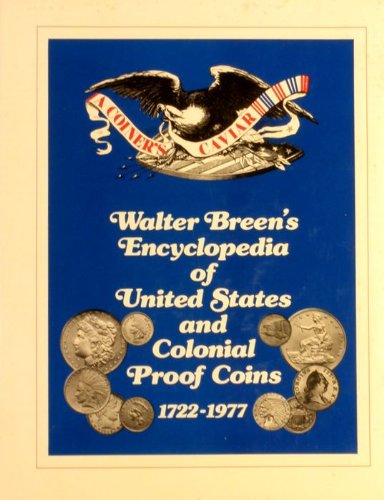 A COINER'S CAVIAR
Walter Breen's
Encyclopedia
of
United States
and
Colonial
Proof Coins
1722-1977